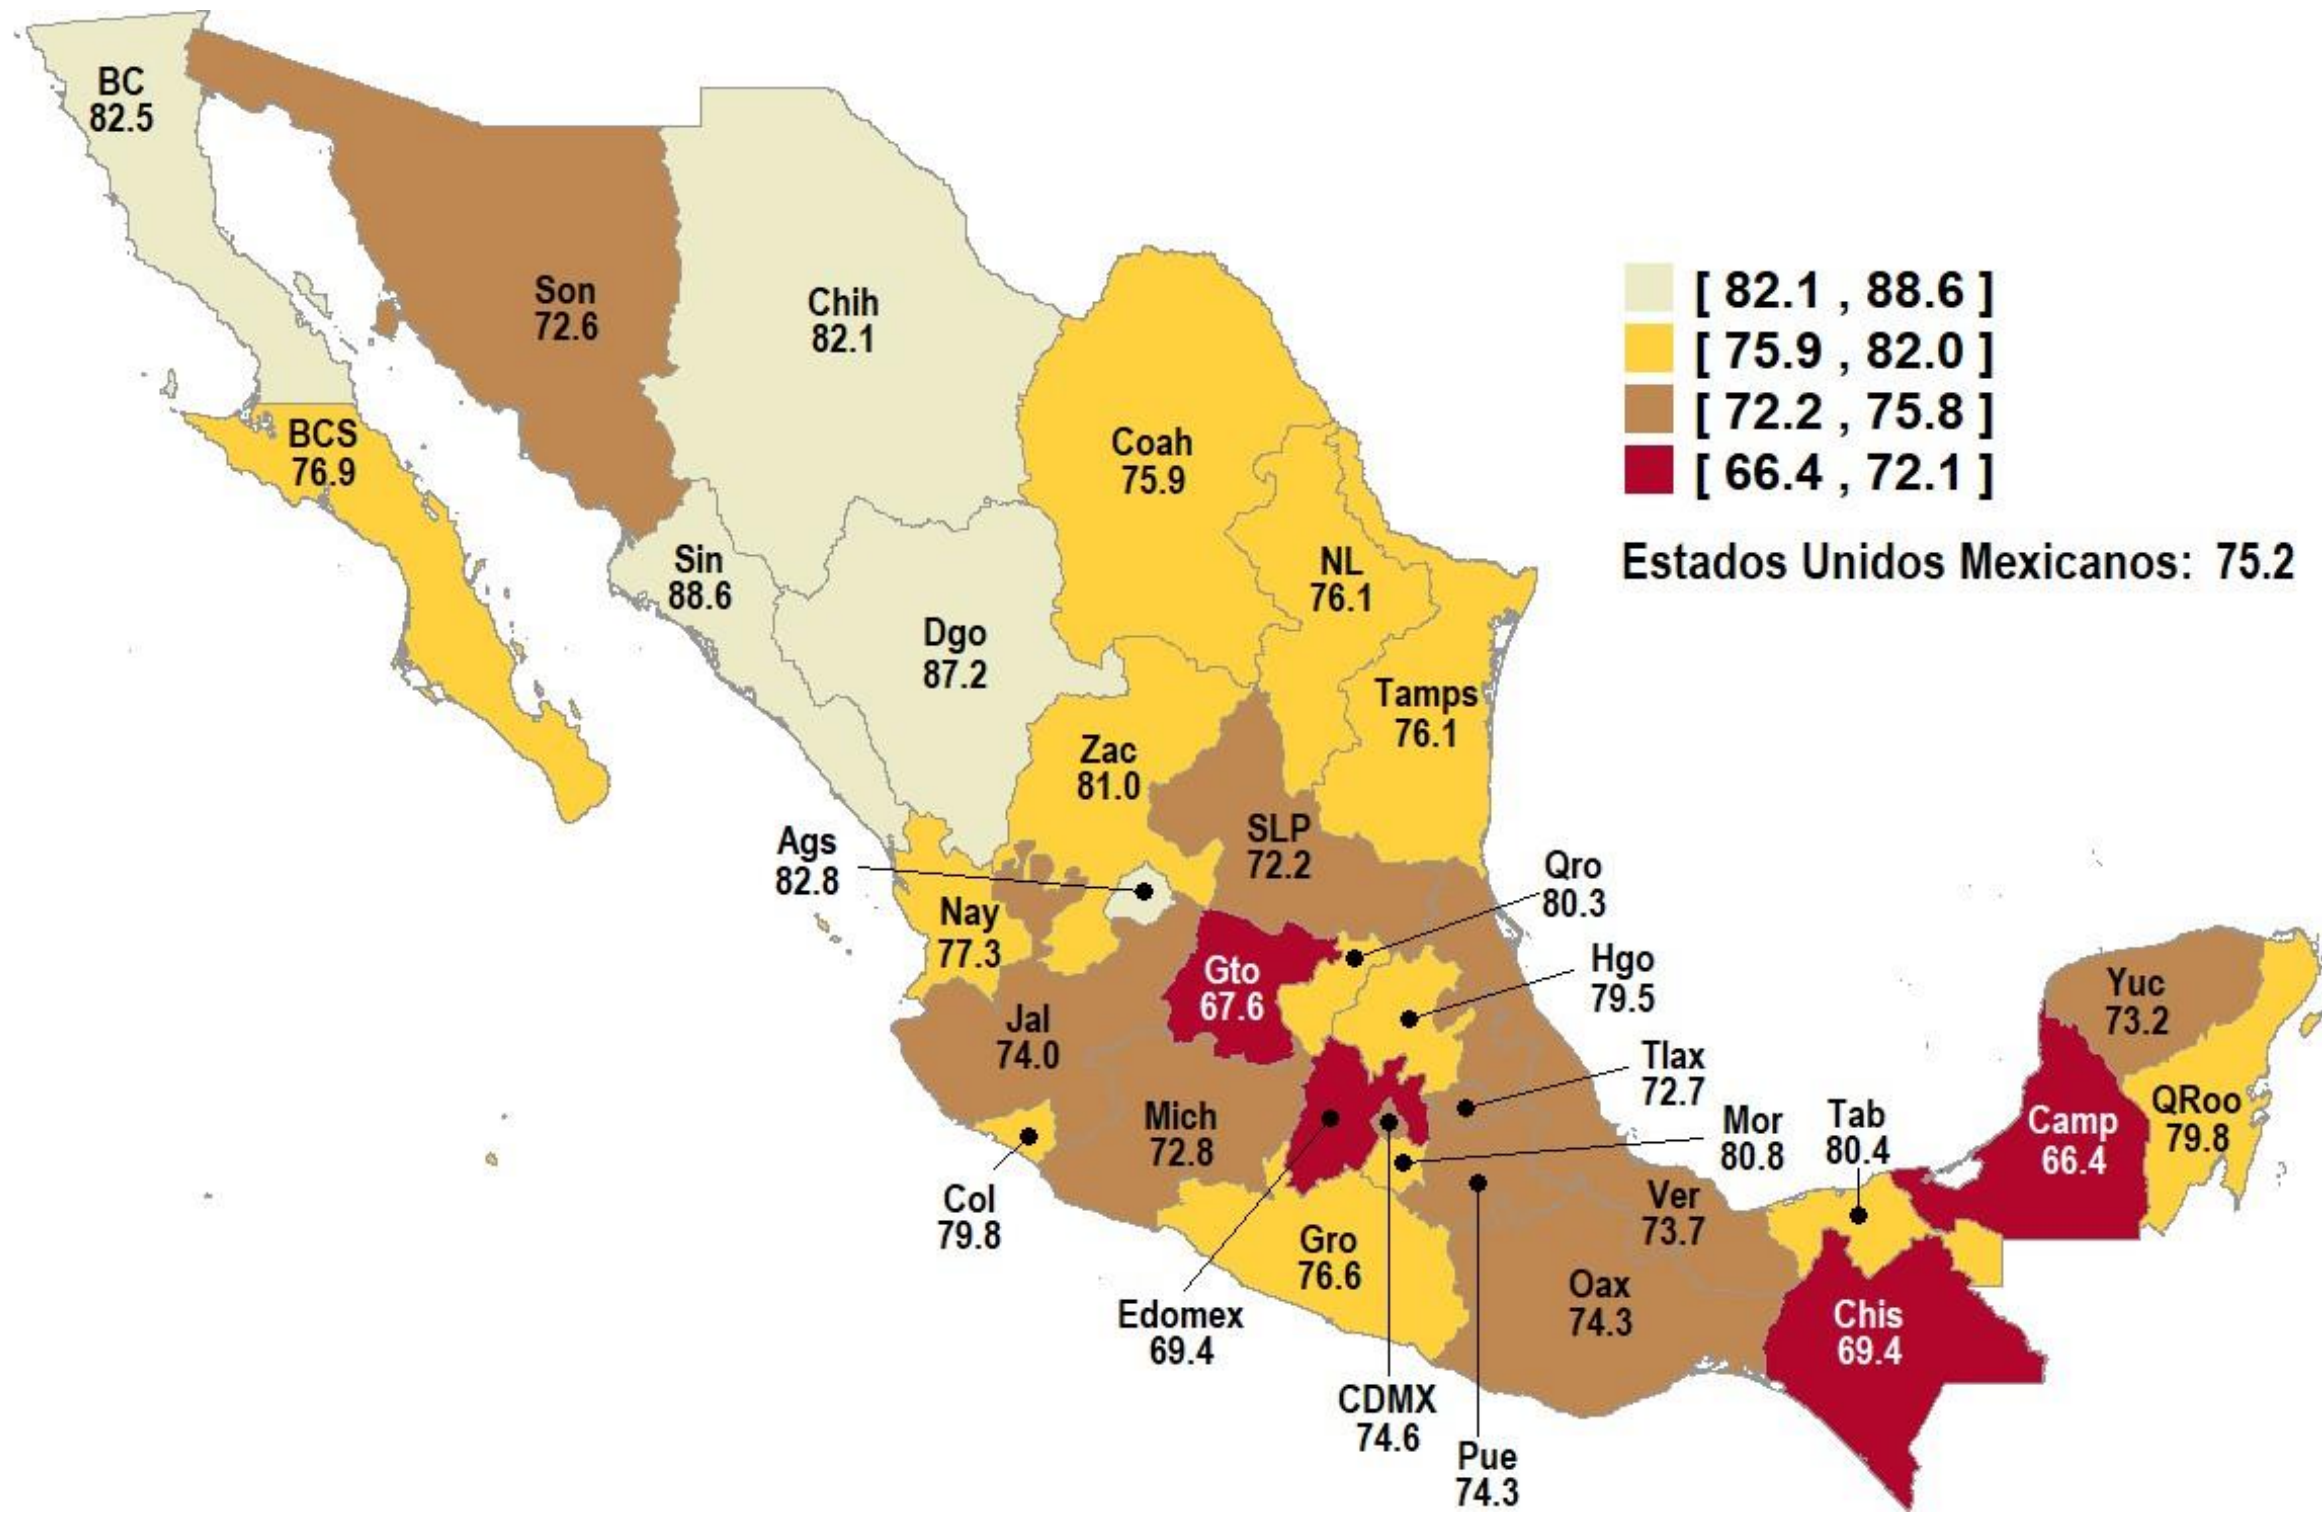 BC
82.5
Son
72.6
Chih
82.1
[ 82.1 , 88.6 ]
[ 75.9 , 82.0 ]
[ 72.2 , 75.8 ]
[ 66.4 , 72.1 ]
Estados Unidos Mexicanos: 75.2
BCS
76.9
Coah
75.9
Sin
88.6
NL
76.1
Dgo
87.2
Tamps
76.1
Zac
81.0
Ags
82.8
SLP
72.2
Qro
80.3
Nay
77.3
Gto
67.6
Hgo
79.5
Yuc
73.2
Jal
74.0
Tlax
72.7
Mich
72.8
Mor
80.8
Tab
80.4
Camp
66.4
QRoo
79.8
Col
79.8
Ver
73.7
Gro
76.6
Oax
74.3
Edomex
69.4
Chis
69.4
CDMX
74.6
Pue
74.3